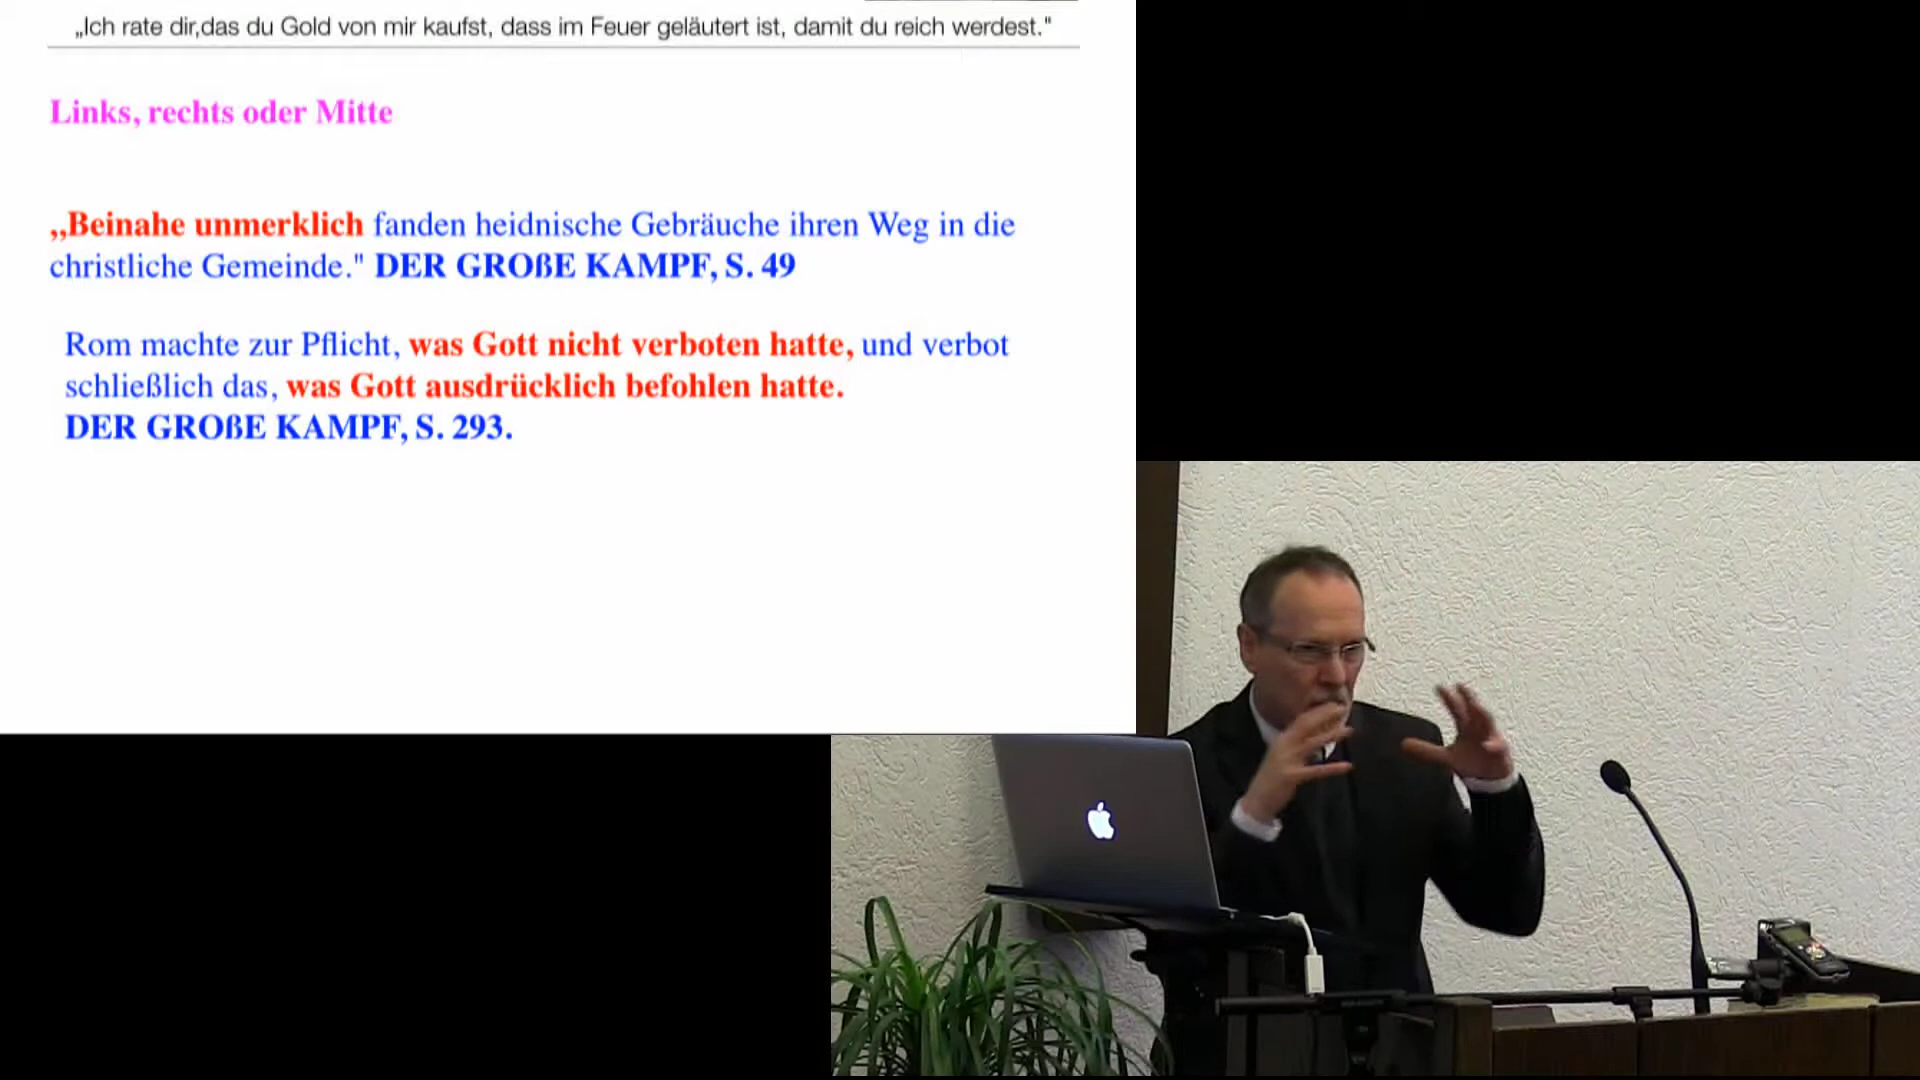 „Ich rate dir,das du Gold von mir kaufst, dass im Feuer geläutert ist, damit du reich werdest."
Links, rechts oder Mitte
„Beinahe unmerklich fanden heidnische Gebräuche ihren Weg in die
christliche Gemeinde." DER GROßE KAMPF, S. 49
Rom machte zur Pflicht, was Gott nicht verboten hatte, und verbot
schließlich das, was Gott ausdrücklich befohlen hatte.
DER GROßE KAMPF, S. 293.